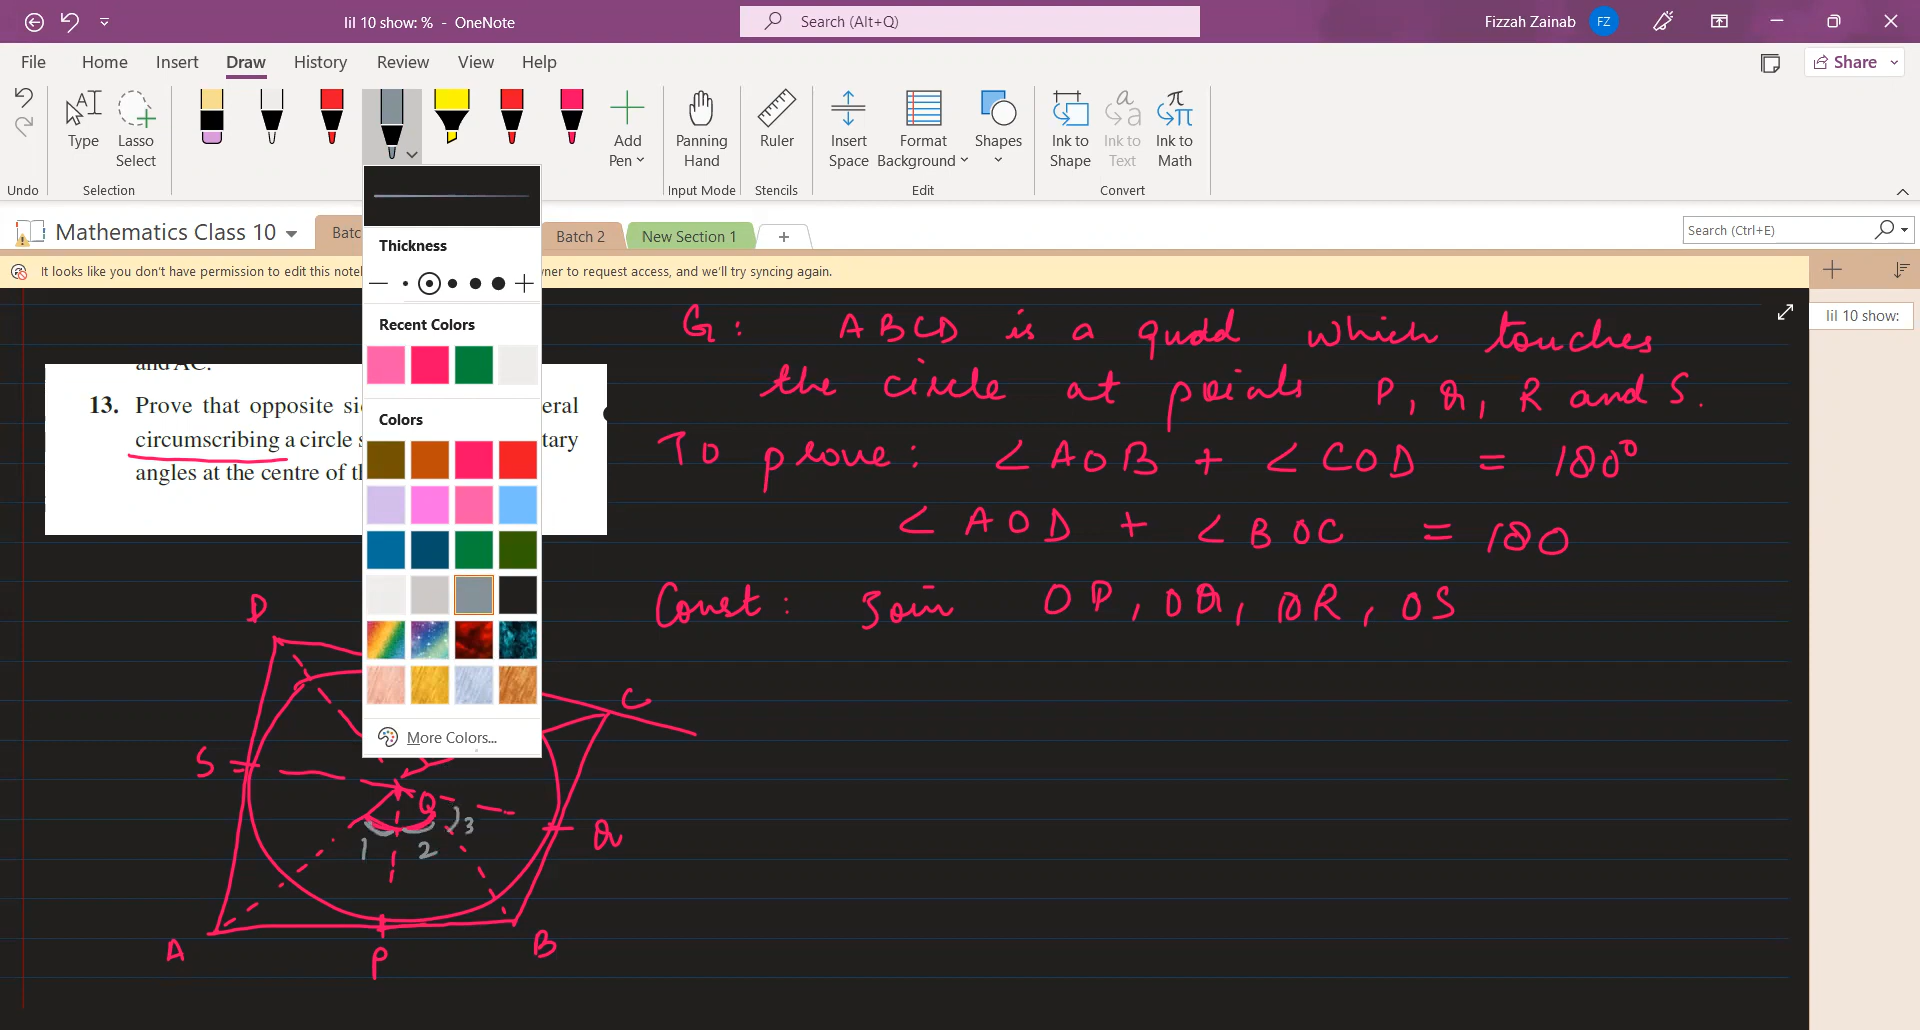 lil 10 show: % - OneNote
Search (Alt+Q)
Fizzah Zainab FZ
File Home Insert Draw History Review View Help
Share
Type Lasso Select
Add Pen
Panning Hand
Ruler
Insert Space
Format Background
Shapes
Ink to Shape
Ink to Text
Ink to Math
Undo Selection Input Mode Stencils Edit Convert
Mathematics Class 10
Batc
Batch 2
New Section 1
Search (Ctrl+E)
It looks like you don't have permission to edit this note
ner to request access, and we'll try syncing again.
lil 10 show:
Thickness
Recent Colors
Colors
More Colors...
and AC.
13. Prove that opposite si eral
circumscribing a circle s tary
angles at the centre of th
G: ABCD is a quad which touches
the circle at points P, Q, R and S.
To prove: <AOB + <COD = 180°
<AOD + <BOC = 180
Const: Join OP, OQ, OR, OS
D
C
S
O
3
1 2
Q
A
P
B